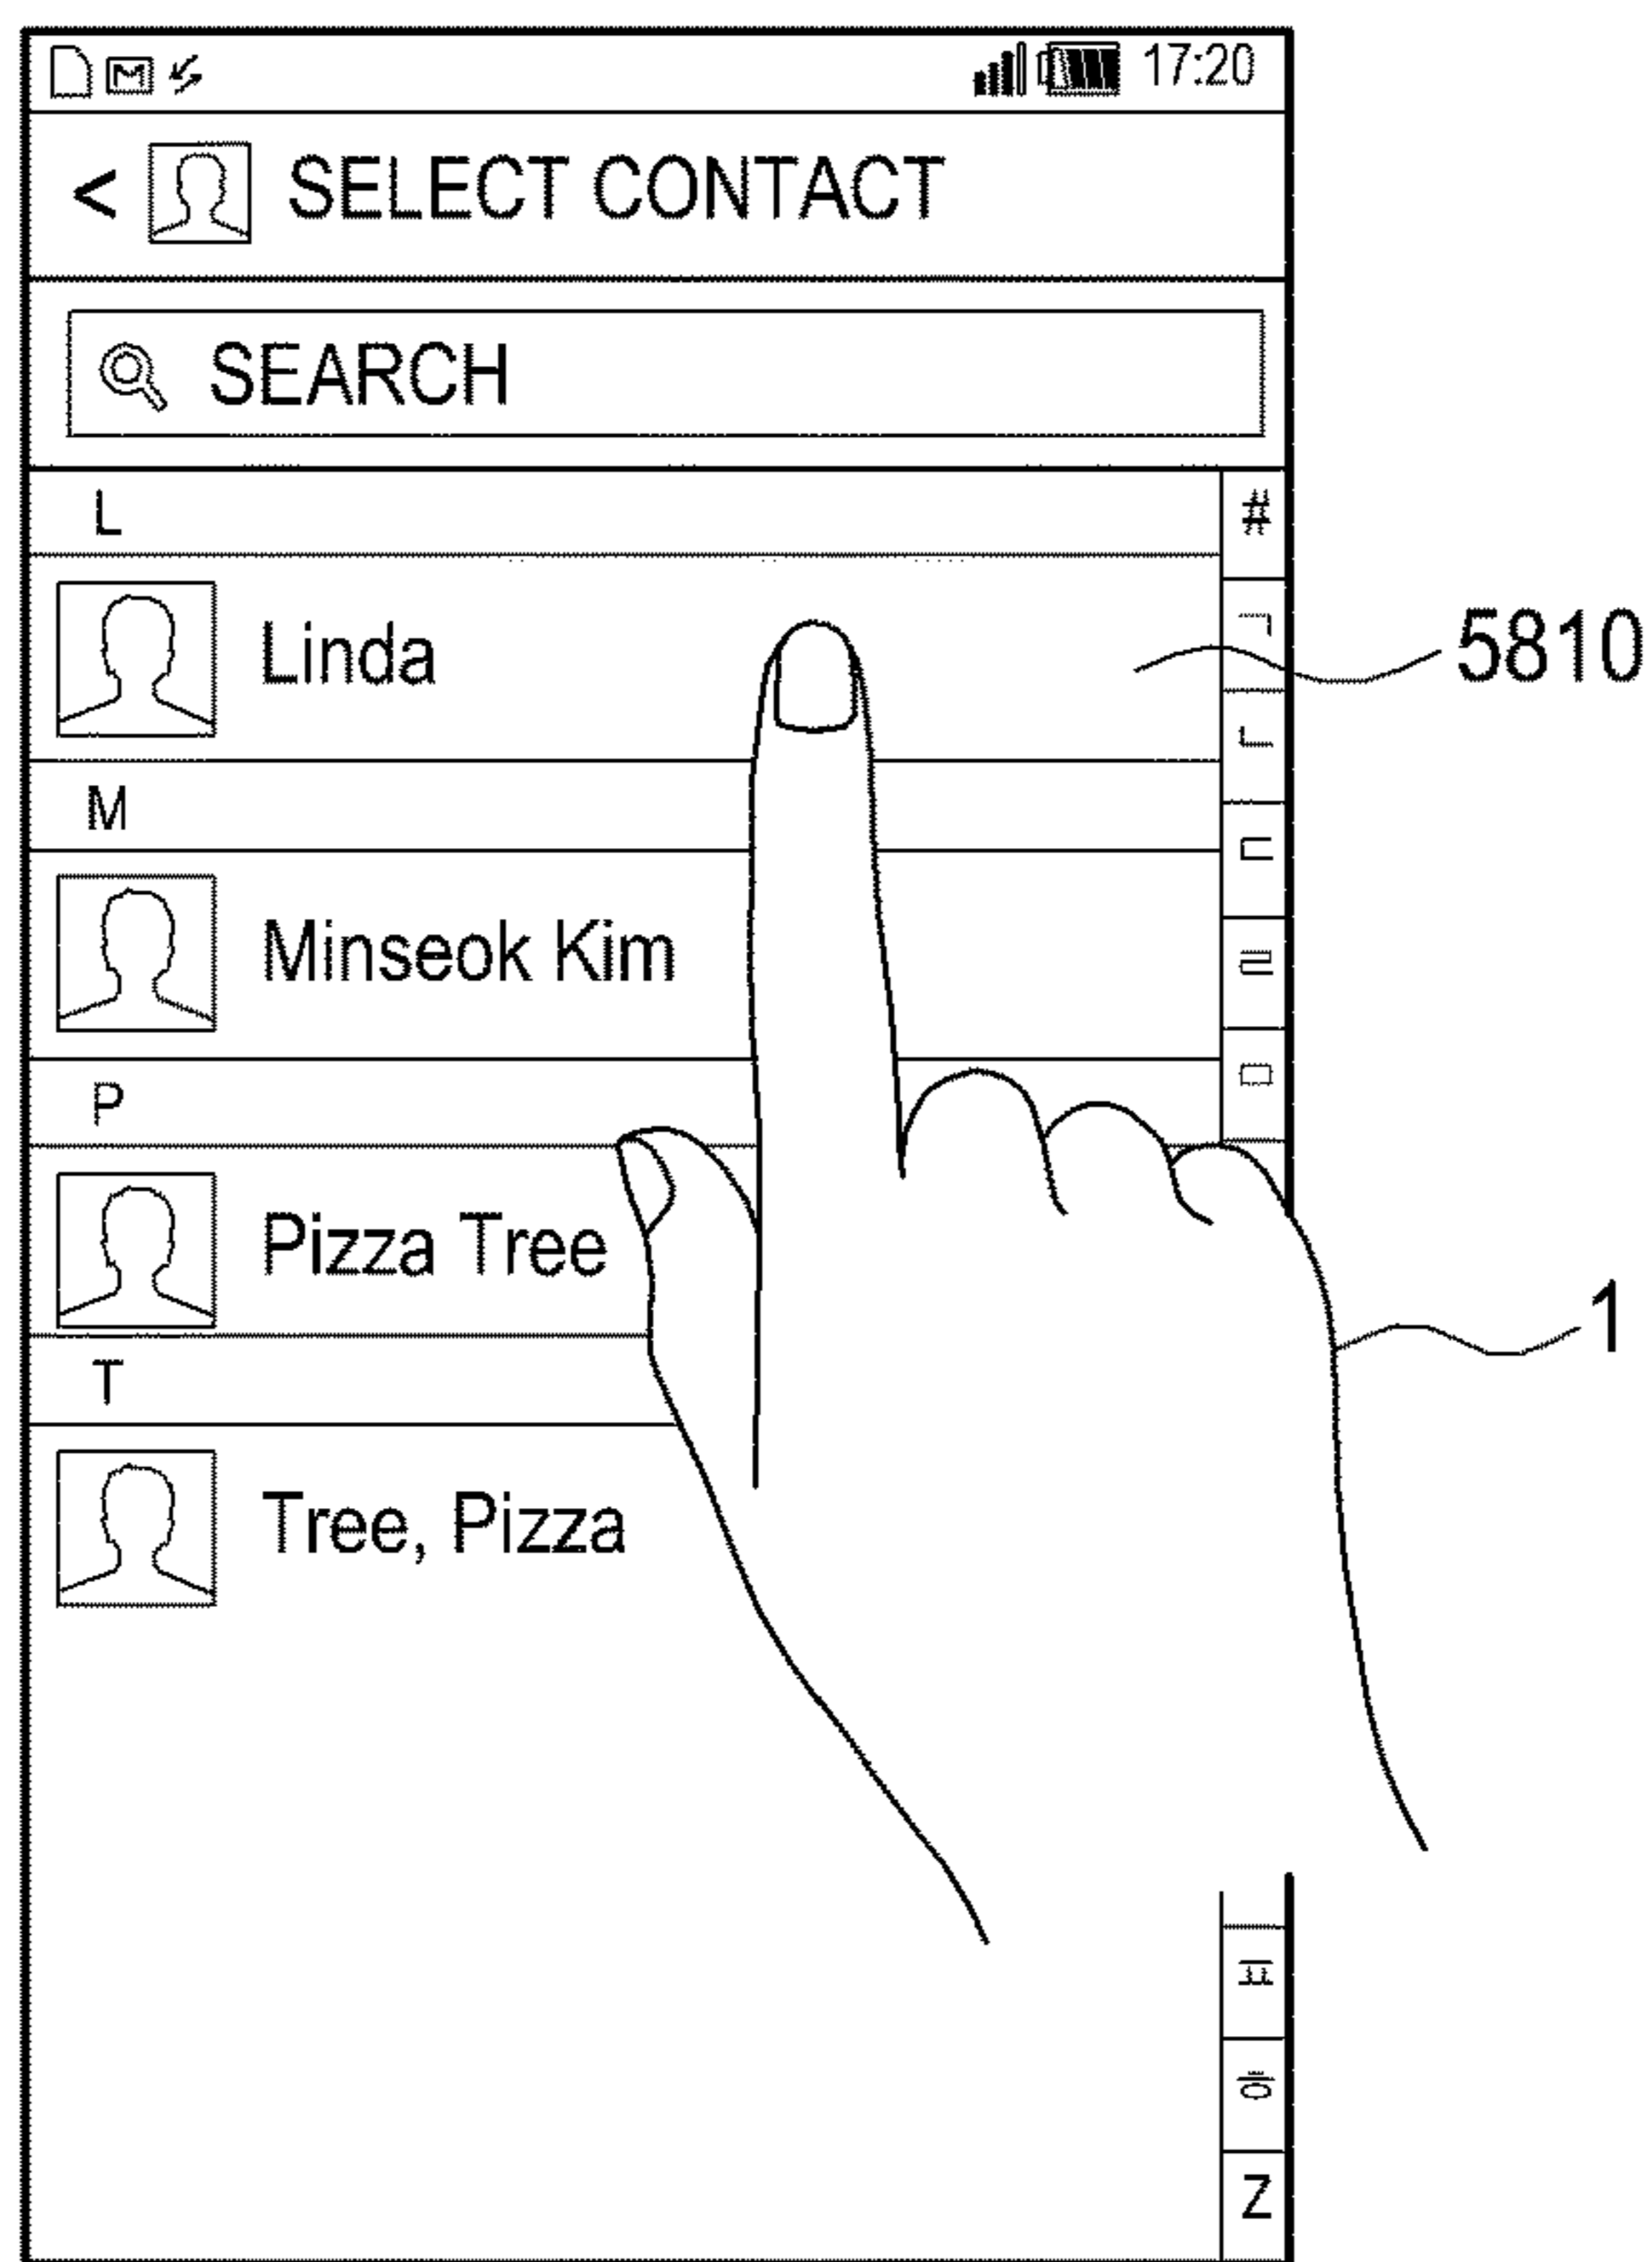 17:20
< SELECT CONTACT
SEARCH
L
#
Linda
ㄱ
5810
ㄴ
M
ㄷ
Minseok Kim
ㄹ
P
ㅁ
Pizza Tree
1
T
Tree, Pizza
ㅍ
ㅎ
Z